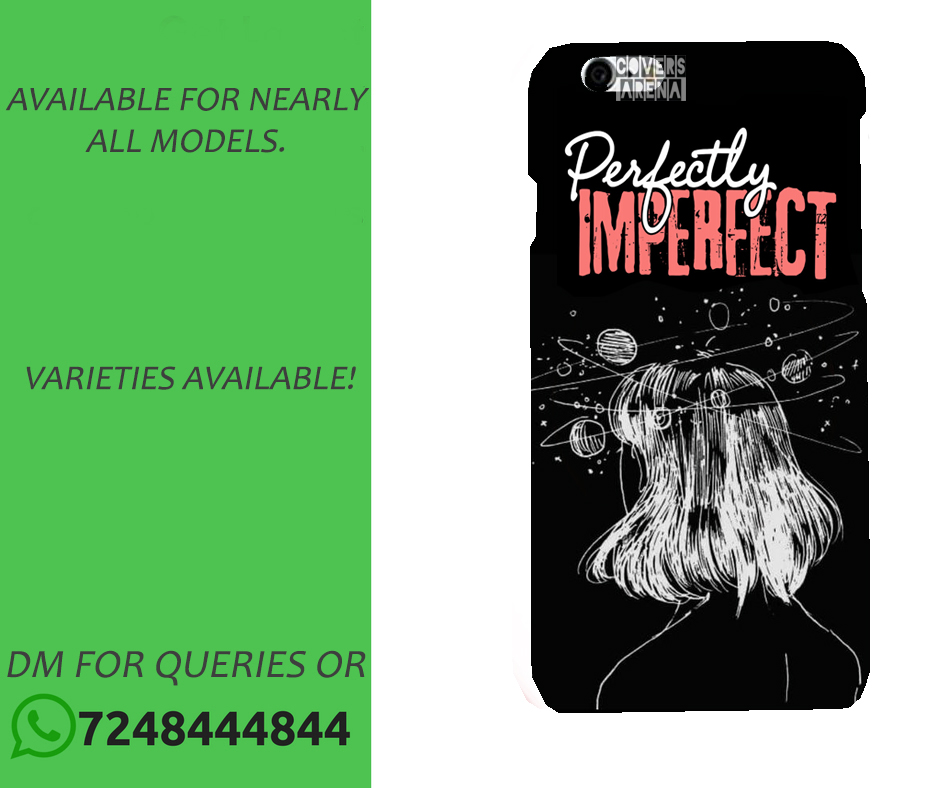 AVAILABLE FOR NEARLY
ALL MODELS.
VARIETIES AVAILABLE!
DM FOR QUERIES OR
7248444844
COVERS
ARENA
Perfectly
IMPERFECT